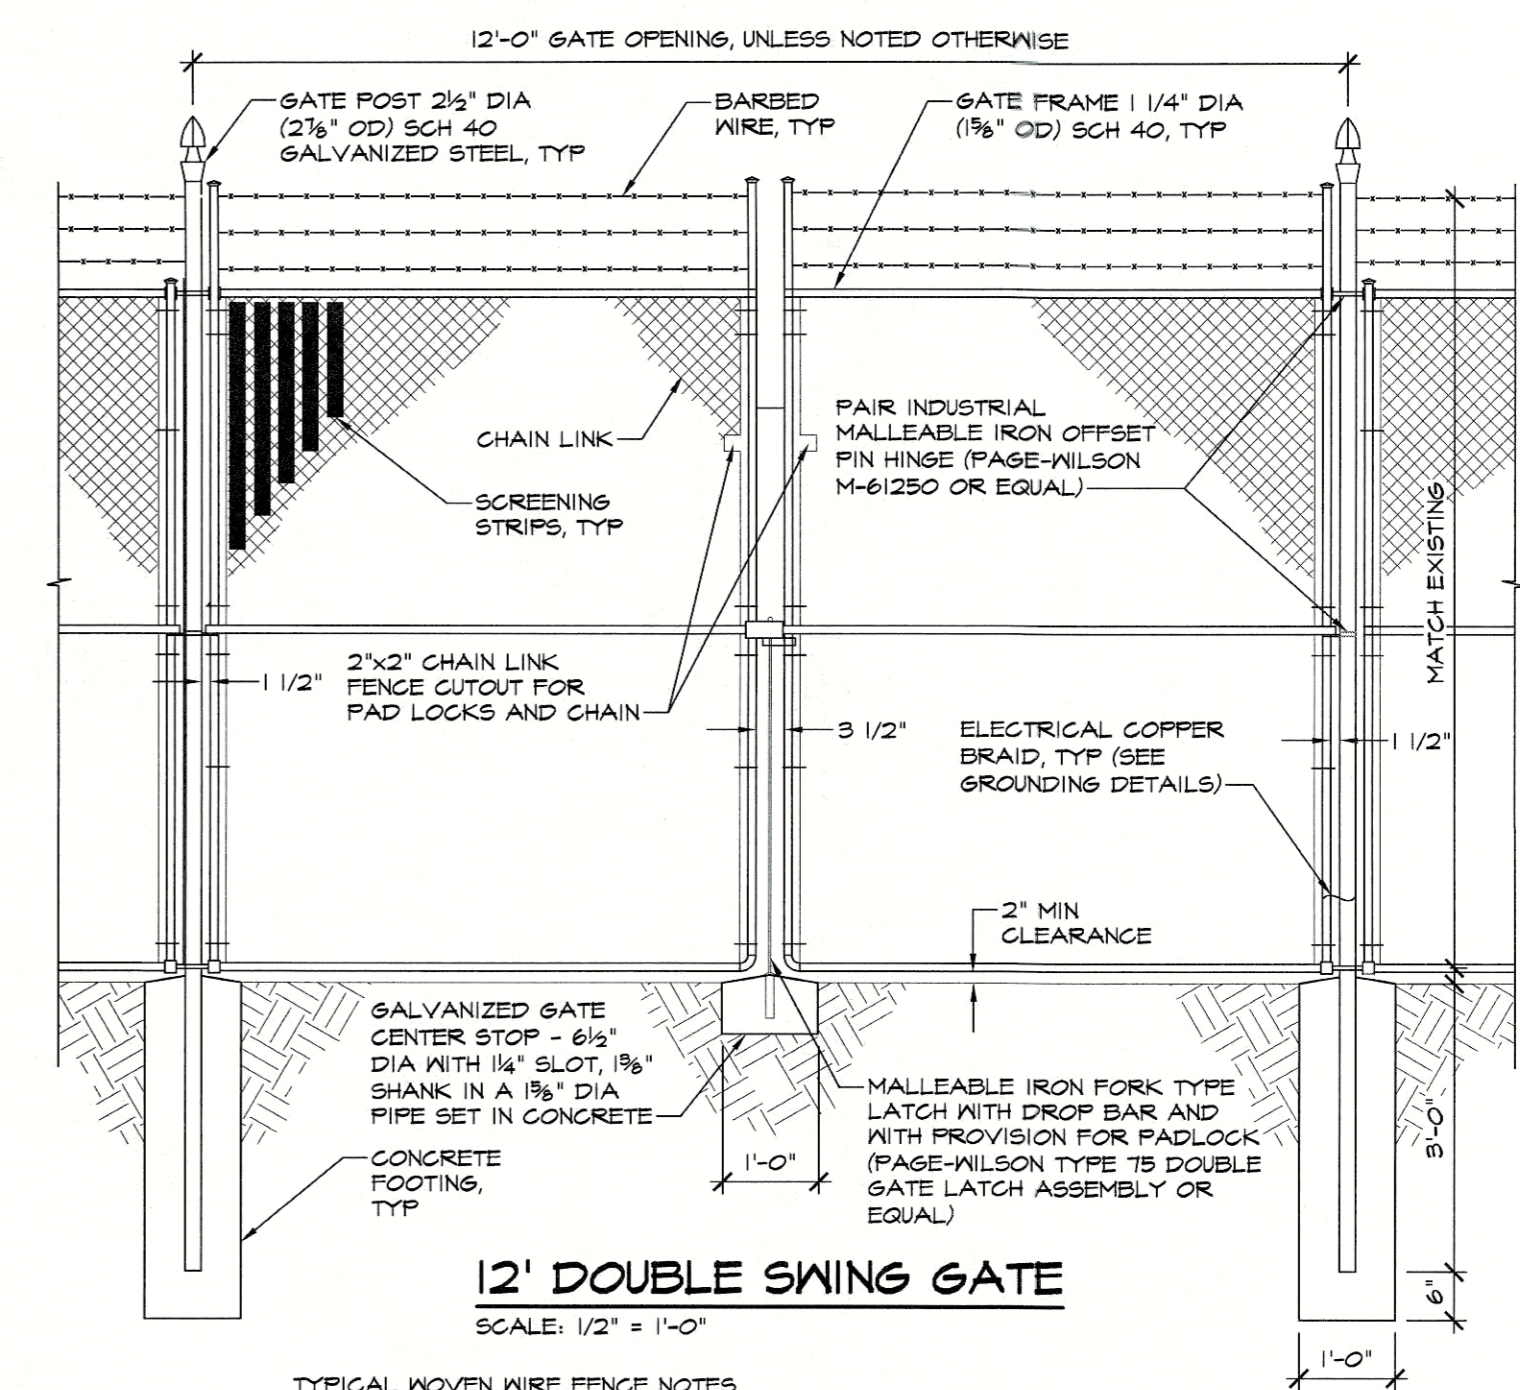 12'-0" GATE OPENING, UNLESS NOTED OTHERWISE
GATE POST 2½" DIA
(2⅞" OD) SCH 40
GALVANIZED STEEL, TYP
BARBED
WIRE, TYP
GATE FRAME 1 1/4" DIA
(1⅝" OD) SCH 40, TYP
CHAIN LINK
SCREENING
STRIPS, TYP
PAIR INDUSTRIAL
MALLEABLE IRON OFFSET
PIN HINGE (PAGE-WILSON
M-61250 OR EQUAL)
MATCH EXISTING
1 1/2"
2"x2" CHAIN LINK
FENCE CUTOUT FOR
PAD LOCKS AND CHAIN
3 1/2"
ELECTRICAL COPPER
BRAID, TYP (SEE
GROUNDING DETAILS)
1 1/2"
2" MIN
CLEARANCE
GALVANIZED GATE
CENTER STOP - 6½"
DIA WITH 1¼" SLOT, 1⅝"
SHANK IN A 1⅝" DIA
PIPE SET IN CONCRETE
CONCRETE
FOOTING,
TYP
1'-0"
MALLEABLE IRON FORK TYPE
LATCH WITH DROP BAR AND
WITH PROVISION FOR PADLOCK
(PAGE-WILSON TYPE 75 DOUBLE
GATE LATCH ASSEMBLY OR
EQUAL)
3'-0"
6"
1'-0"
12' DOUBLE SWING GATE
SCALE: 1/2" = 1'-0"
TYPICAL WOVEN WIRE FENCE NOTES